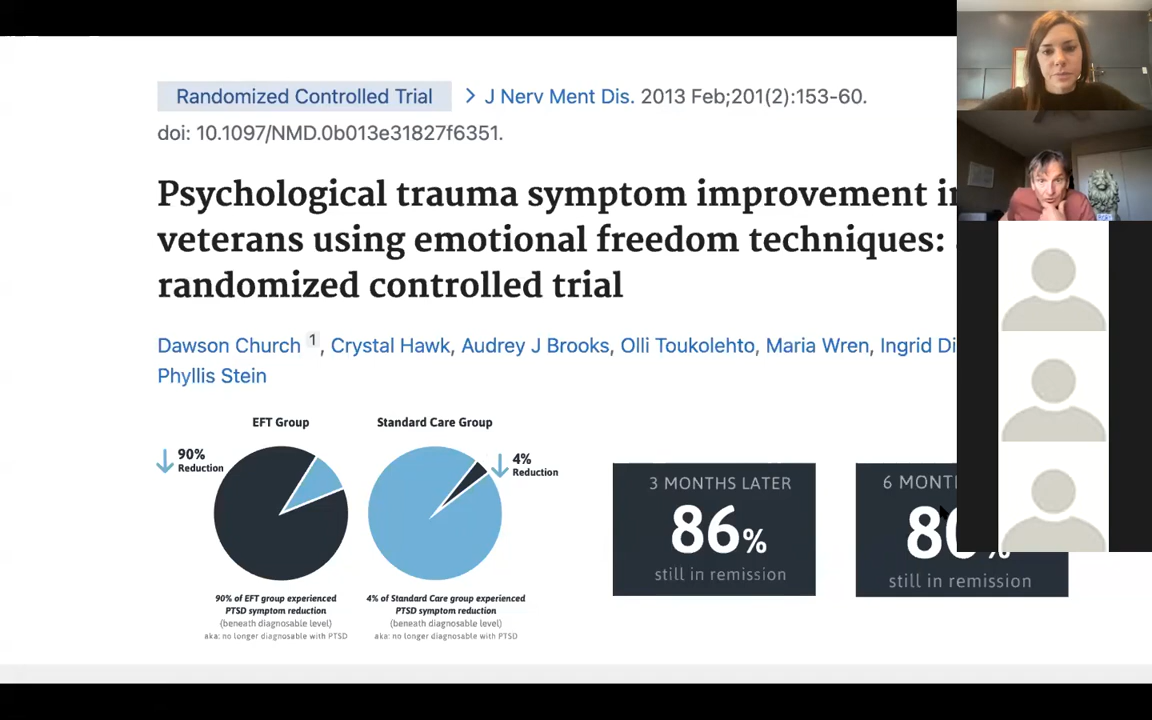 Randomized Controlled Trial > J Nerv Ment Dis. 2013 Feb;201(2):153-60.
doi: 10.1097/NMD.0b013e31827f6351.
Psychological trauma symptom improvement in
veterans using emotional freedom techniques:
randomized controlled trial
Dawson Church 1, Crystal Hawk, Audrey J Brooks, Olli Toukolehto, Maria Wren, Ingrid
Phyllis Stein
EFT Group
90%
Reduction
90% of EFT group experienced
PTSD symptom reduction
(beneath diagnosable level)
aka: no longer diagnosable with PTSD
Standard Care Group
4%
Reduction
4% of Standard Care group experienced
PTSD symptom reduction
(beneath diagnosable level)
aka: no longer diagnosable with PTSD
3 MONTHS LATER
86%
still in remission
6
still in remission